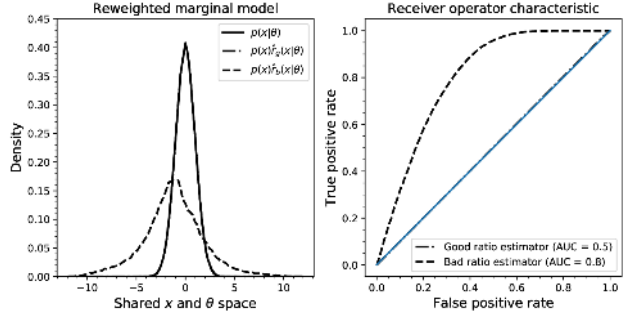 Reweighted marginal model
Density
0.40
0.35
0.30
0.25
0.20
0.15
0.10
0.05
0.00
p(x|θ)
p(x)r̂g(x|θ)
p(x)r̂b(x|θ)
−10
−5
0
5
10
Shared x and θ space
Receiver operator characteristic
True positive rate
1.0
0.8
0.6
0.4
0.2
0.0
Good ratio estimator (AUC = 0.5)
Bad ratio estimator (AUC = 0.8)
0.0
0.2
0.4
0.6
0.8
1.0
False positive rate